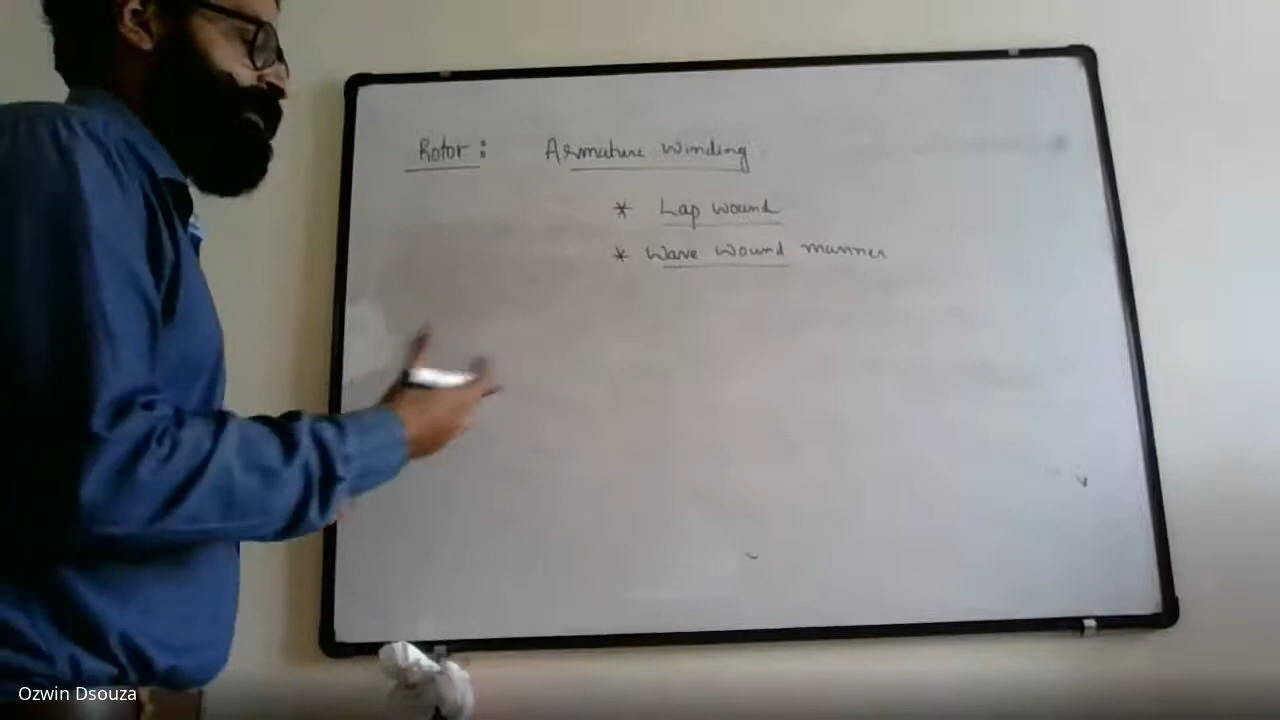 Rotor : Armature Winding
* Lap wound
* Wave Wound manner
Ozwin Dsouza